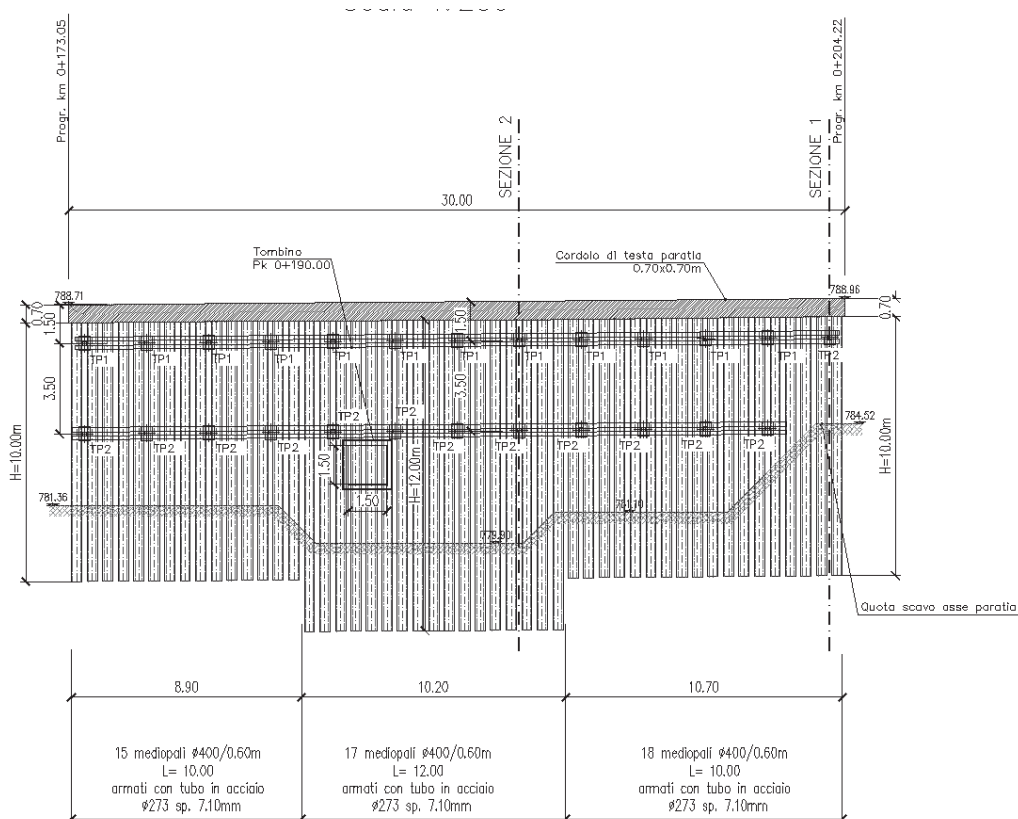 Progr. km 0+173.05
Progr. km 0+204.22
SEZIONE 2
SEZIONE 1
30.00
Tombino
Pk 0+190.00
Cordolo di testa paratia
0.70x0.70m
788.71
788.96
0.70
1.50
1.50
0.70
TP1 TP1 TP1 TP1 TP1 TP1 TP1 TP1 TP1 TP1 TP1 TP1 TP2
3.50
3.50
TP2 TP2
TP2 TP2 TP2 TP2 TP2 TP2 TP2 TP2 TP2 TP2
784.52
H=10.00m
1.50
H=12.00m
H=10.00m
1.50
781.36
Quota scavo asse paratia
8.90
10.20
10.70
15 mediopali ø400/0.60m
L= 10.00
armati con tubo in acciaio
ø273 sp. 7.10mm
17 mediopali ø400/0.60m
L= 12.00
armati con tubo in acciaio
ø273 sp. 7.10mm
18 mediopali ø400/0.60m
L= 10.00
armati con tubo in acciaio
ø273 sp. 7.10mm